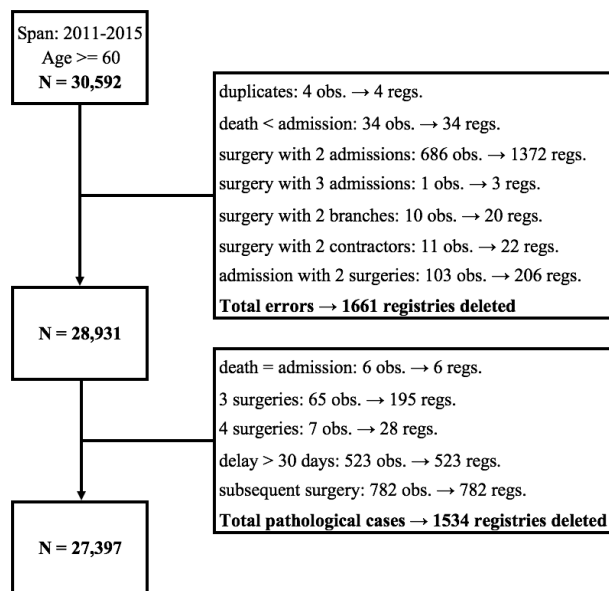 Span: 2011-2015
Age >= 60
N = 30,592
duplicates: 4 obs. → 4 regs.
death < admission: 34 obs. → 34 regs.
surgery with 2 admissions: 686 obs. → 1372 regs.
surgery with 3 admissions: 1 obs. → 3 regs.
surgery with 2 branches: 10 obs. → 20 regs.
surgery with 2 contractors: 11 obs. → 22 regs.
admission with 2 surgeries: 103 obs. → 206 regs.
Total errors → 1661 registries deleted
N = 28,931
death = admission: 6 obs. → 6 regs.
3 surgeries: 65 obs. → 195 regs.
4 surgeries: 7 obs. → 28 regs.
delay > 30 days: 523 obs. → 523 regs.
subsequent surgery: 782 obs. → 782 regs.
Total pathological cases → 1534 registries deleted
N = 27,397